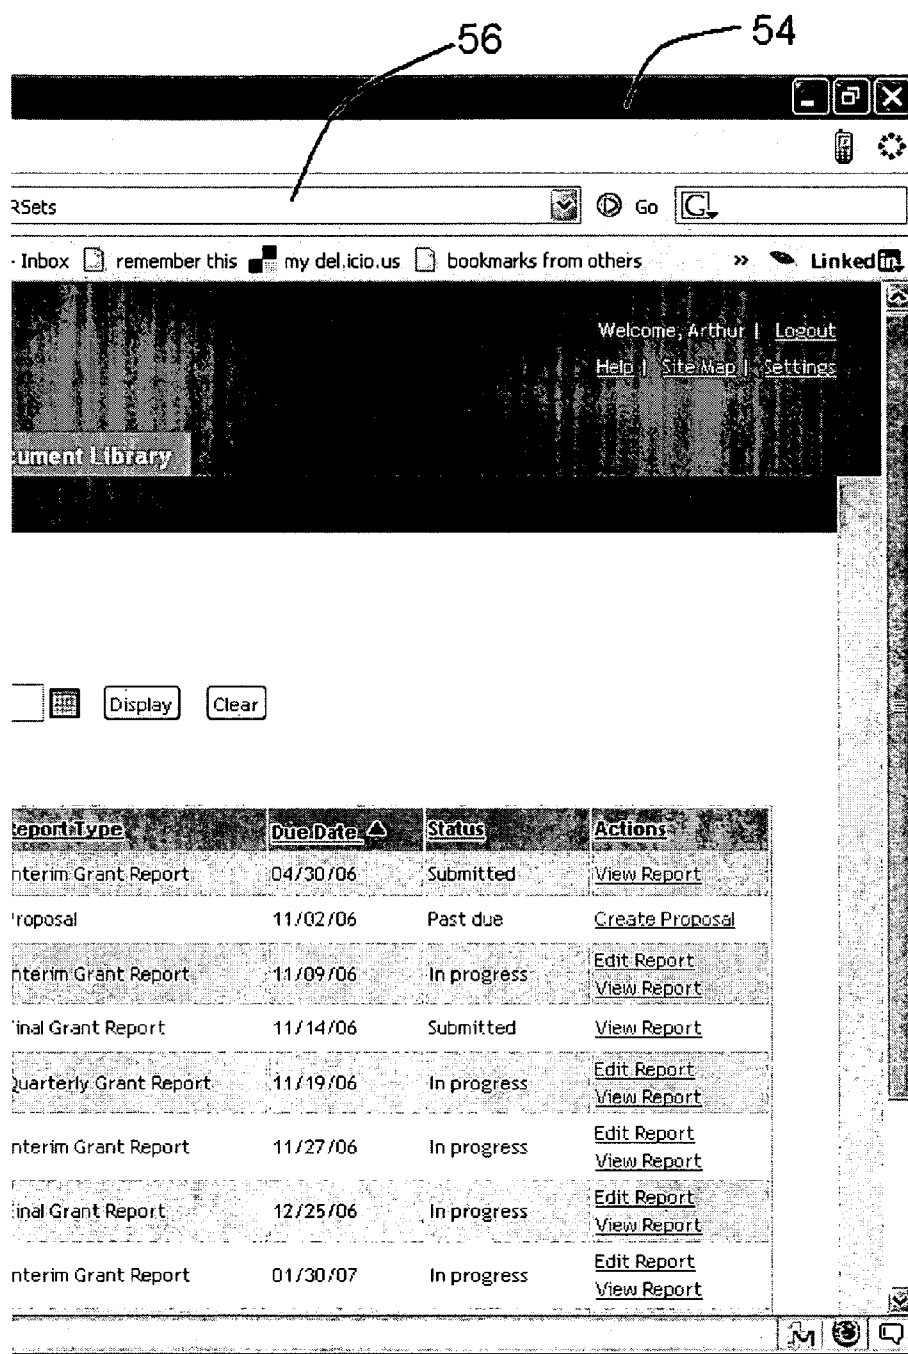 56 54
RSets Go G
- Inbox remember this my del.icio.us bookmarks from others » Linked in
Welcome, Arthur | Logout
Help | Site Map | Settings
cument Library
Display Clear
Report Type Due Date Status Actions
nterim Grant Report 04/30/06 Submitted View Report
roposal 11/02/06 Past due Create Proposal
nterim Grant Report 11/09/06 In progress Edit Report
View Report
inal Grant Report 11/14/06 Submitted View Report
Quarterly Grant Report 11/19/06 In progress Edit Report
View Report
nterim Grant Report 11/27/06 In progress Edit Report
View Report
inal Grant Report 12/25/06 In progress Edit Report
View Report
nterim Grant Report 01/30/07 In progress Edit Report
View Report